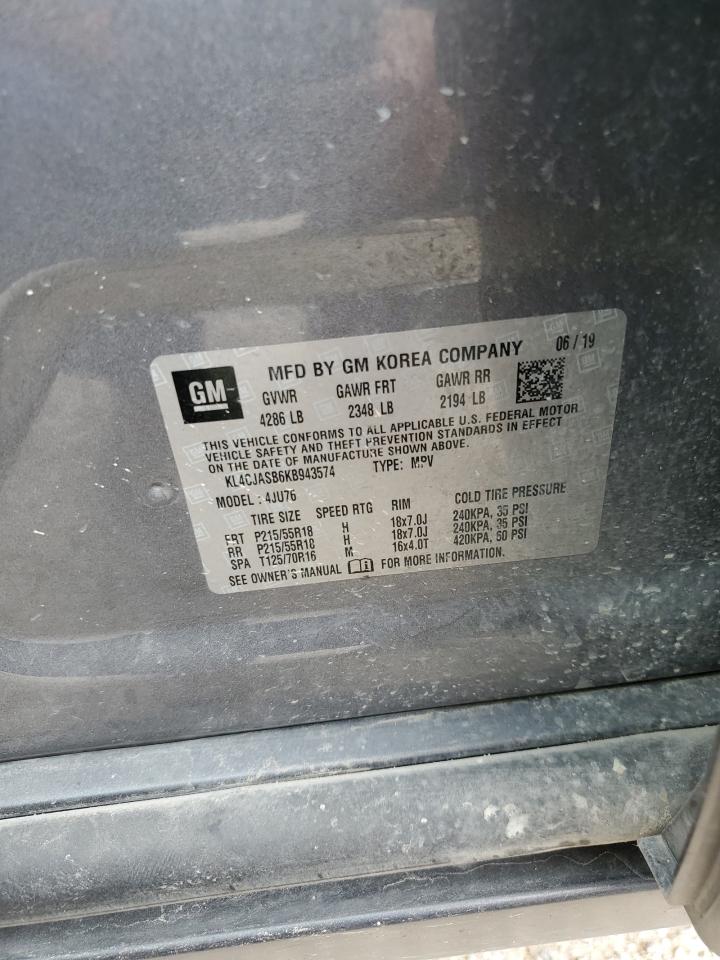 GM
MFD BY GM KOREA COMPANY 06 / 19
GVWR GAWR FRT GAWR RR
4286 LB 2348 LB 2194 LB
THIS VEHICLE CONFORMS TO ALL APPLICABLE U.S. FEDERAL MOTOR
VEHICLE SAFETY AND THEFT PREVENTION STANDARDS IN EFFECT
ON THE DATE OF MANUFACTURE SHOWN ABOVE.
KL4CJASB6KB943574 TYPE: MPV
MODEL : 4JU76
TIRE SIZE SPEED RTG RIM COLD TIRE PRESSURE
FRT P215/55R18 H 18x7.0J 240KPA, 35 PSI
RR P215/55R18 H 18x7.0J 240KPA, 35 PSI
SPA T125/70R16 M 16x4.0T 420KPA, 60 PSI
SEE OWNER'S MANUAL FOR MORE INFORMATION.